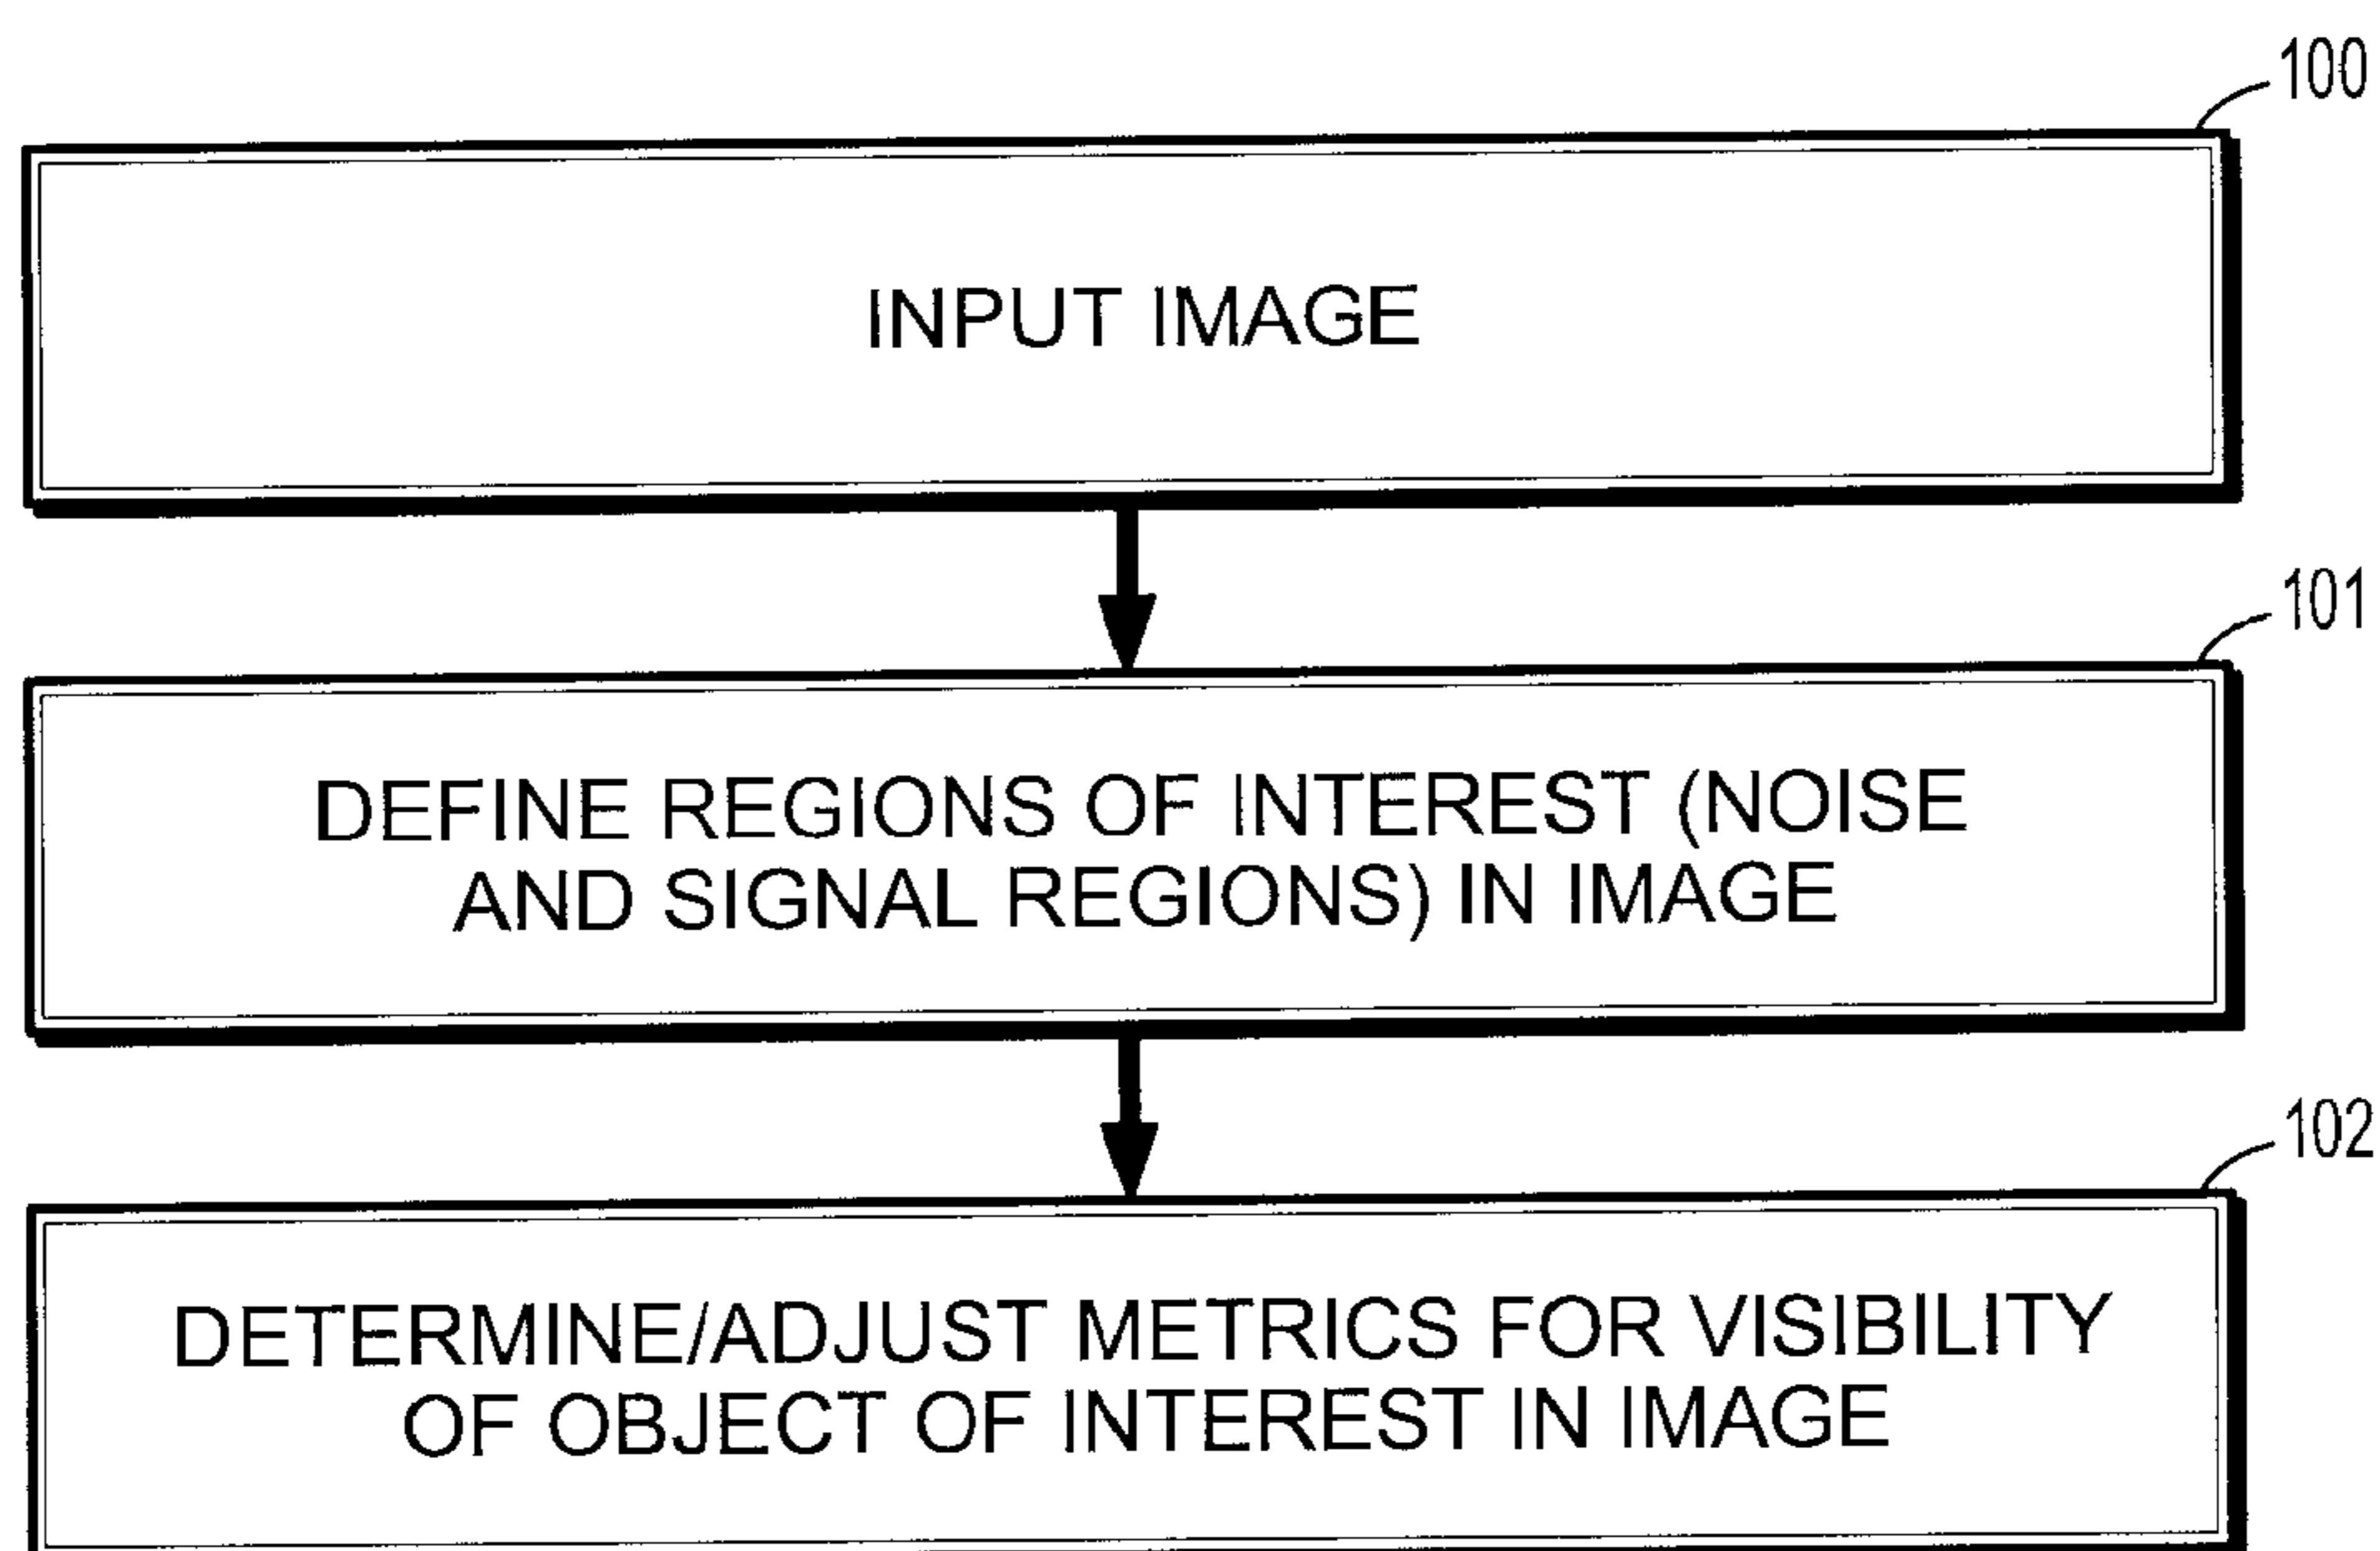 100
INPUT IMAGE
101
DEFINE REGIONS OF INTEREST (NOISE
AND SIGNAL REGIONS) IN IMAGE
102
DETERMINE/ADJUST METRICS FOR VISIBILITY
OF OBJECT OF INTEREST IN IMAGE